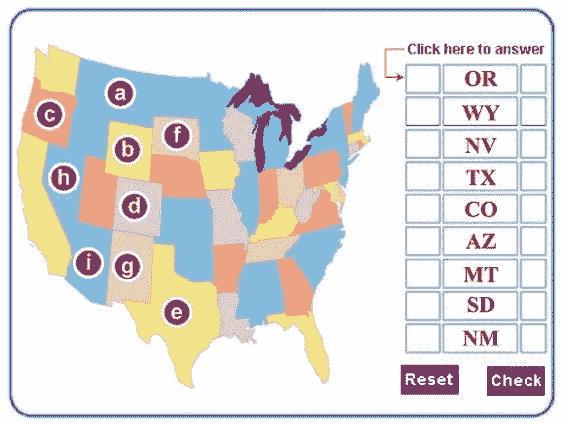 Click here to answer
a
OR
c
f
WY
b
NV
h
TX
d
CO
i
g
AZ
MT
e
SD
NM
Reset
Check